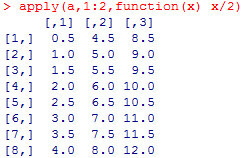 > apply(a,1:2,function(x) x/2)
     [,1] [,2] [,3]
[1,]  0.5  4.5  8.5
[2,]  1.0  5.0  9.0
[3,]  1.5  5.5  9.5
[4,]  2.0  6.0 10.0
[5,]  2.5  6.5 10.5
[6,]  3.0  7.0 11.0
[7,]  3.5  7.5 11.5
[8,]  4.0  8.0 12.0